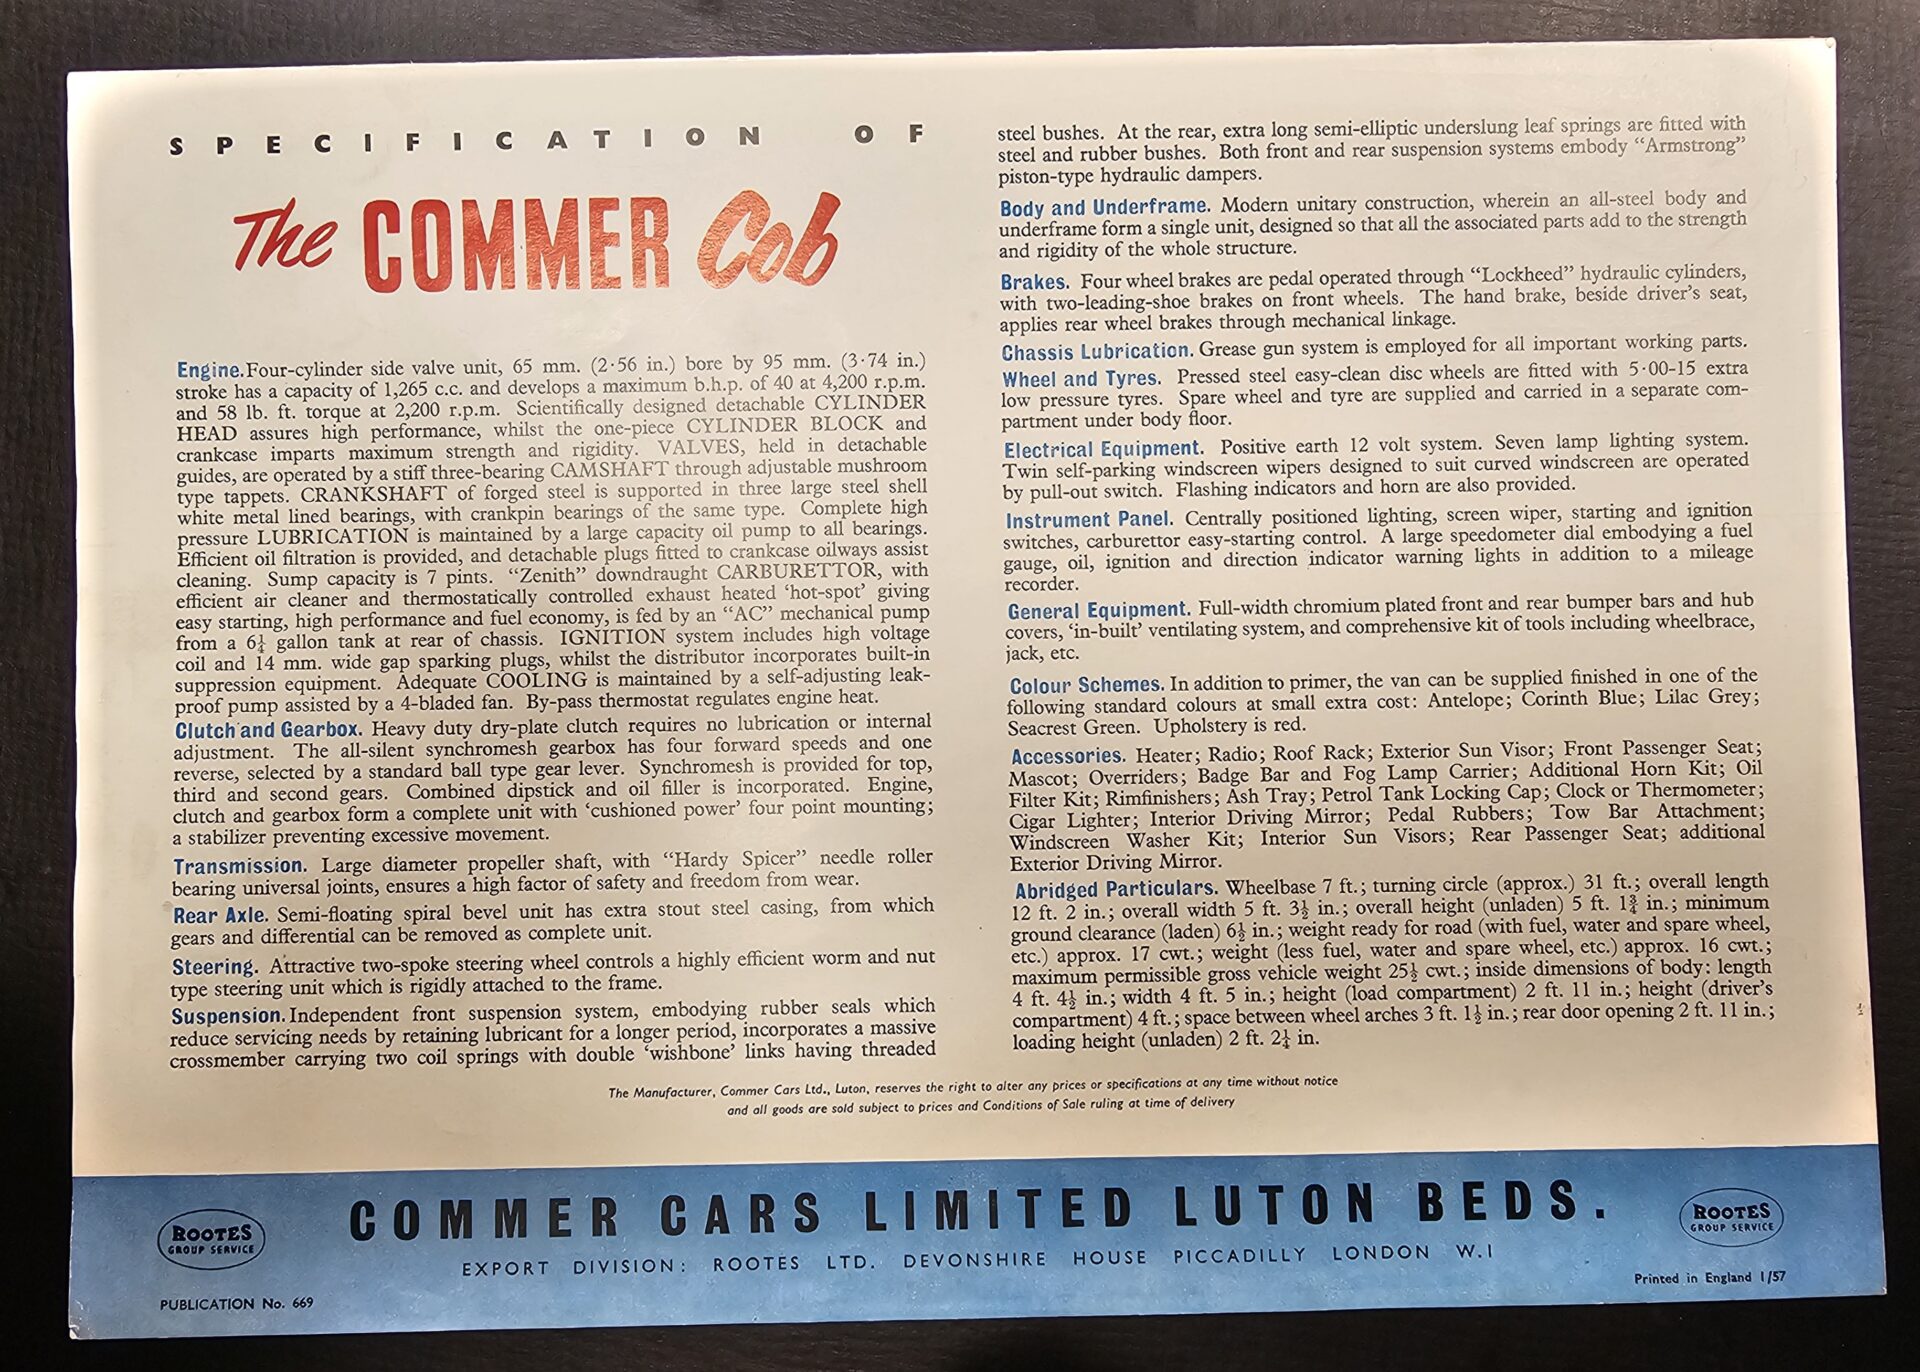 SPECIFICATION OF
The COMMER Cob
Engine. Four-cylinder side valve unit, 65 mm. (2·56 in.) bore by 95 mm. (3·74 in.)
stroke has a capacity of 1,265 c.c. and develops a maximum b.h.p. of 40 at 4,200 r.p.m.
and 58 lb. ft. torque at 2,200 r.p.m. Scientifically designed detachable CYLINDER
HEAD assures high performance, whilst the one-piece CYLINDER BLOCK and
crankcase imparts maximum strength and rigidity. VALVES, held in detachable
guides, are operated by a stiff three-bearing CAMSHAFT through adjustable mushroom
type tappets. CRANKSHAFT of forged steel is supported in three large steel shell
white metal lined bearings, with crankpin bearings of the same type. Complete high
pressure LUBRICATION is maintained by a large capacity oil pump to all bearings.
Efficient oil filtration is provided, and detachable plugs fitted to crankcase oilways assist
cleaning. Sump capacity is 7 pints. "Zenith" downdraught CARBURETTOR, with
efficient air cleaner and thermostatically controlled exhaust heated 'hot-spot' giving
easy starting, high performance and fuel economy, is fed by an "AC" mechanical pump
from a 6¼ gallon tank at rear of chassis. IGNITION system includes high voltage
coil and 14 mm. wide gap sparking plugs, whilst the distributor incorporates built-in
suppression equipment. Adequate COOLING is maintained by a self-adjusting leak-
proof pump assisted by a 4-bladed fan. By-pass thermostat regulates engine heat.
Clutch and Gearbox. Heavy duty dry-plate clutch requires no lubrication or internal
adjustment. The all-silent synchromesh gearbox has four forward speeds and one
reverse, selected by a standard ball type gear lever. Synchromesh is provided for top,
third and second gears. Combined dipstick and oil filler is incorporated. Engine,
clutch and gearbox form a complete unit with 'cushioned power' four point mounting;
a stabilizer preventing excessive movement.
Transmission. Large diameter propeller shaft, with "Hardy Spicer" needle roller
bearing universal joints, ensures a high factor of safety and freedom from wear.
Rear Axle. Semi-floating spiral bevel unit has extra stout steel casing, from which
gears and differential can be removed as complete unit.
Steering. Attractive two-spoke steering wheel controls a highly efficient worm and nut
type steering unit which is rigidly attached to the frame.
Suspension. Independent front suspension system, embodying rubber seals which
reduce servicing needs by retaining lubricant for a longer period, incorporates a massive
crossmember carrying two coil springs with double 'wishbone' links having threaded
steel bushes. At the rear, extra long semi-elliptic underslung leaf springs are fitted with
steel and rubber bushes. Both front and rear suspension systems embody "Armstrong"
piston-type hydraulic dampers.
Body and Underframe. Modern unitary construction, wherein an all-steel body and
underframe form a single unit, designed so that all the associated parts add to the strength
and rigidity of the whole structure.
Brakes. Four wheel brakes are pedal operated through "Lockheed" hydraulic cylinders,
with two-leading-shoe brakes on front wheels. The hand brake, beside driver's seat,
applies rear wheel brakes through mechanical linkage.
Chassis Lubrication. Grease gun system is employed for all important working parts.
Wheel and Tyres. Pressed steel easy-clean disc wheels are fitted with 5·00-15 extra
low pressure tyres. Spare wheel and tyre are supplied and carried in a separate com-
partment under body floor.
Electrical Equipment. Positive earth 12 volt system. Seven lamp lighting system.
Twin self-parking windscreen wipers designed to suit curved windscreen are operated
by pull-out switch. Flashing indicators and horn are also provided.
Instrument Panel. Centrally positioned lighting, screen wiper, starting and ignition
switches, carburettor easy-starting control. A large speedometer dial embodying a fuel
gauge, oil, ignition and direction indicator warning lights in addition to a mileage
recorder.
General Equipment. Full-width chromium plated front and rear bumper bars and hub
covers, 'in-built' ventilating system, and comprehensive kit of tools including wheelbrace,
jack, etc.
Colour Schemes. In addition to primer, the van can be supplied finished in one of the
following standard colours at small extra cost: Antelope; Corinth Blue; Lilac Grey;
Seacrest Green. Upholstery is red.
Accessories. Heater; Radio; Roof Rack; Exterior Sun Visor; Front Passenger Seat;
Mascot; Overriders; Badge Bar and Fog Lamp Carrier; Additional Horn Kit; Oil
Filter Kit; Rimfinishers; Ash Tray; Petrol Tank Locking Cap; Clock or Thermometer;
Cigar Lighter; Interior Driving Mirror; Pedal Rubbers; Tow Bar Attachment;
Windscreen Washer Kit; Interior Sun Visors; Rear Passenger Seat; additional
Exterior Driving Mirror.
Abridged Particulars. Wheelbase 7 ft.; turning circle (approx.) 31 ft.; overall length
12 ft. 2 in.; overall width 5 ft. 3½ in.; overall height (unladen) 5 ft. 1¾ in.; minimum
ground clearance (laden) 6½ in.; weight ready for road (with fuel, water and spare wheel,
etc.) approx. 17 cwt.; weight (less fuel, water and spare wheel, etc.) approx. 16 cwt.;
maximum permissible gross vehicle weight 25½ cwt.; inside dimensions of body: length
4 ft. 4½ in.; width 4 ft. 5 in.; height (load compartment) 2 ft. 11 in.; height (driver's
compartment) 4 ft.; space between wheel arches 3 ft. 1½ in.; rear door opening 2 ft. 11 in.;
loading height (unladen) 2 ft. 2¼ in.
The Manufacturer, Commer Cars Ltd., Luton, reserves the right to alter any prices or specifications at any time without notice
and all goods are sold subject to prices and Conditions of Sale ruling at time of delivery
COMMER CARS LIMITED LUTON BEDS.
EXPORT DIVISION: ROOTES LTD. DEVONSHIRE HOUSE PICCADILLY LONDON W.1
ROOTES
GROUP SERVICE
ROOTES
GROUP SERVICE
PUBLICATION No. 669
Printed in England 1/57